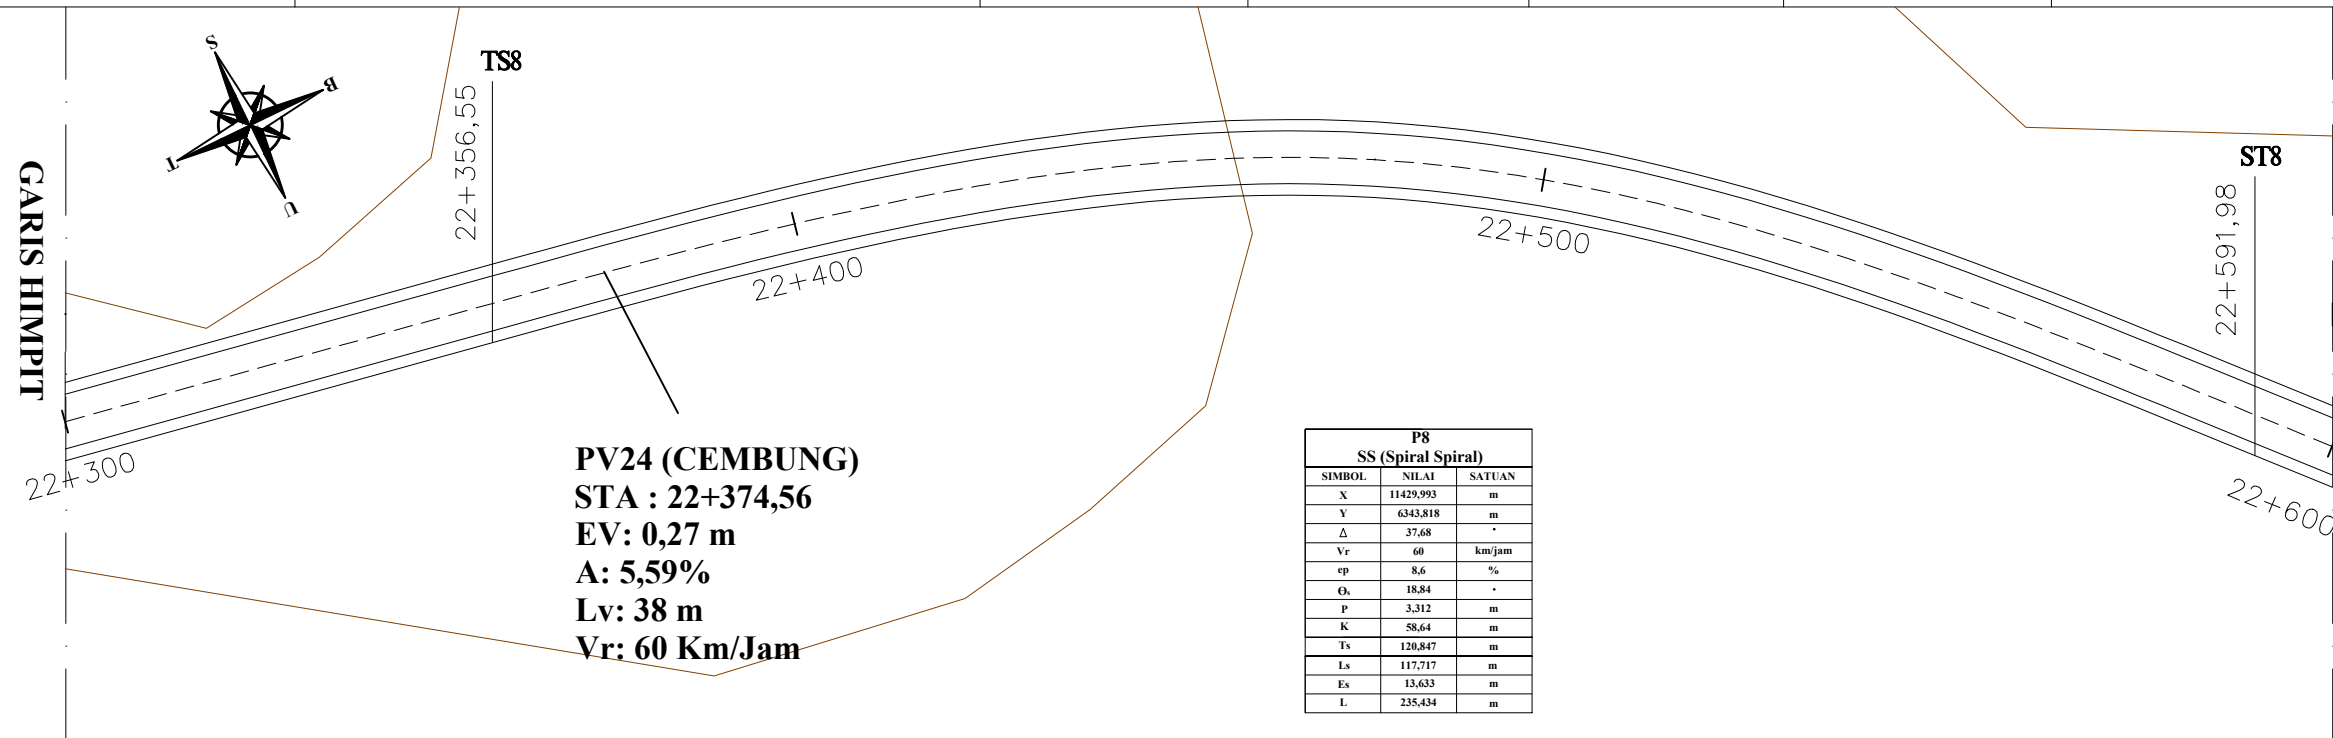 S
B
T
U
GARIS HIMPIT
TS8
22+356,55
22+300
22+400
22+500
22+600
ST8
22+591,98
PV24 (CEMBUNG)
STA : 22+374,56
EV: 0,27 m
A: 5,59%
Lv: 38 m
Vr: 60 Km/Jam
P8
SS (Spiral Spiral)
SIMBOL NILAI SATUAN
X 11429,993 m
Y 6343,818 m
Δ 37,68 °
Vr 60 km/jam
ep 8,6 %
Θs 18,84 °
P 3,312 m
K 58,64 m
Ts 120,847 m
Ls 117,717 m
Es 13,633 m
L 235,434 m